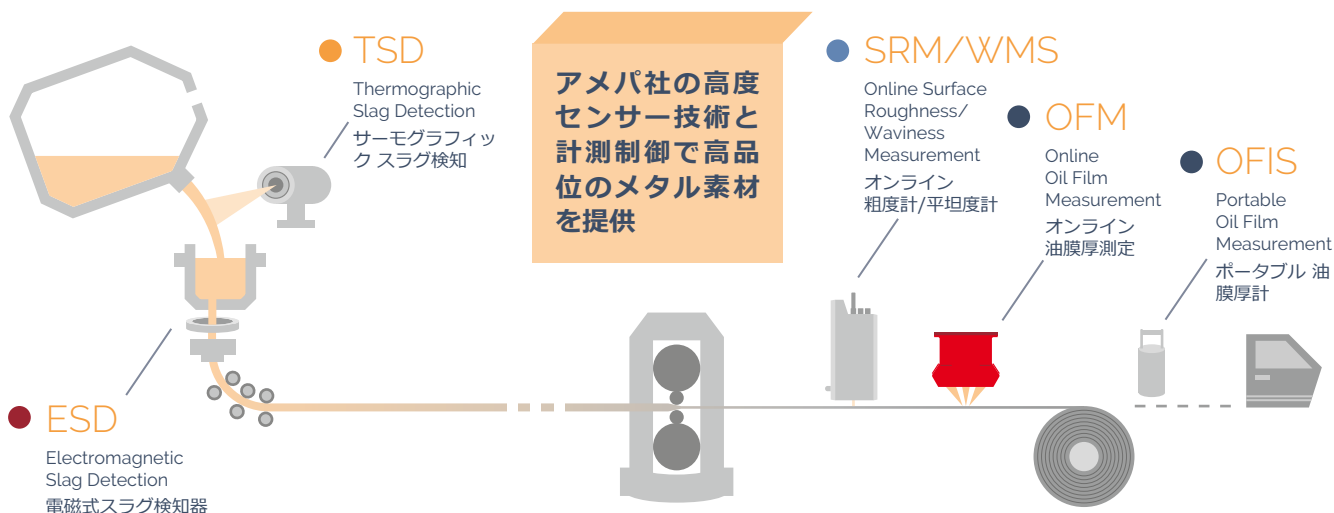 TSD
Thermographic
Slag Detection
サーモグラフィッ
ク スラグ検知
アメパ社の高度
センサー技術と
計測制御で高品
位のメタル素材
を提供
SRM/WMS
Online Surface
Roughness/
Waviness
Measurement
オンライン
粗度計/平坦度計
OFM
Online
Oil Film
Measurement
オンライン
油膜厚測定
OFIS
Portable
Oil Film
Measurement
ポータブル 油
膜厚計
ESD
Electromagnetic
Slag Detection
電磁式スラグ検知器